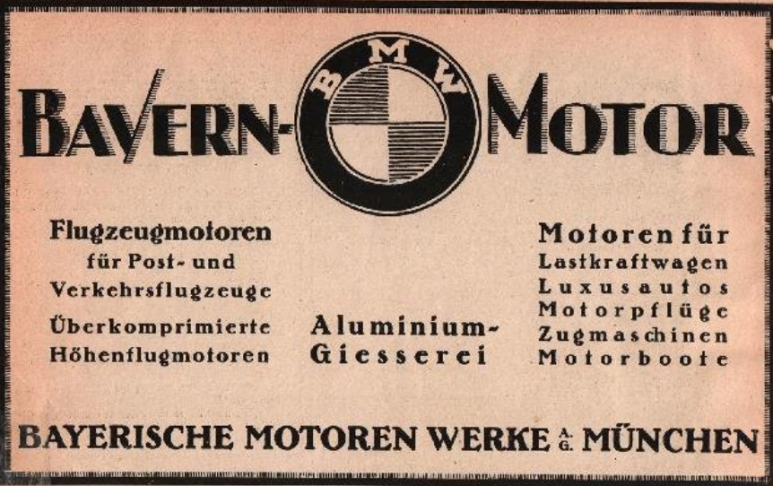 BAYERN-MOTOR
BMW
Flugzeugmotoren
für Post- und
Verkehrsflugzeuge
Überkomprimierte
Höhenflugmotoren
Aluminium-
Giesserei
Motoren für
Lastkraftwagen
Luxusautos
Motorpflüge
Zugmaschinen
Motorboote
BAYERISCHE MOTOREN WERKE A.G. MÜNCHEN